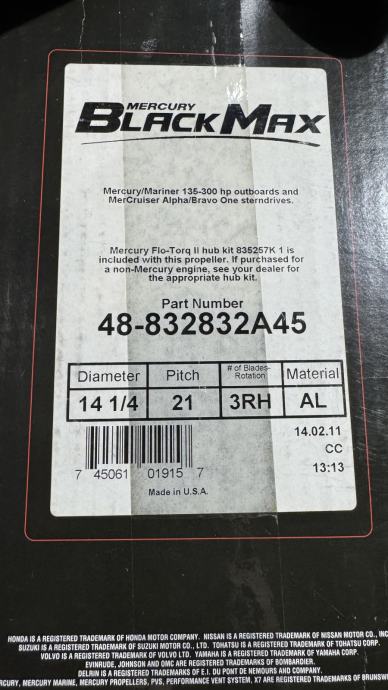 MERCURY
BLACKMAX
Mercury/Mariner 135-300 hp outboards and
MerCruiser Alpha/Bravo One sterndrives.
Mercury Flo-Torq II hub kit 835257K 1 is
included with this propeller. If purchased for
a non-Mercury engine, see your dealer for
the appropriate hub kit.
Part Number
48-832832A45
Diameter Pitch # of Blades- Rotation Material
14 1/4 21 3RH AL
14.02.11
CC
13:13
7 45061 01915 7
Made in U.S.A.
HONDA IS A REGISTERED TRADEMARK OF HONDA MOTOR COMPANY. NISSAN IS A REGISTERED TRADEMARK OF NISSAN MOTOR CO., INC
SUZUKI IS A REGISTERED TRADEMARK OF SUZUKI MOTOR CO., LTD. TOHATSU IS A REGISTERED TRADEMARK OF TOHATSU CORP.
VOLVO IS A REGISTERED TRADEMARK OF VOLVO LTD. YAMAHA IS A REGISTERED TRADEMARK OF YAMAHA CORP.
EVINRUDE, JOHNSON AND OMC ARE REGISTERED TRADEMARKS OF BOMBARDIER.
DELRIN IS A REGISTERED TRADEMARK OF E.I. DU PONT DE NEMOURS AND COMPANY.
RCURY, MERCURY MARINE, MERCURY PROPELLERS, PVS, PERFORMANCE VENT SYSTEM, X7 ARE REGISTERED TRADEMARKS OF BRUNS